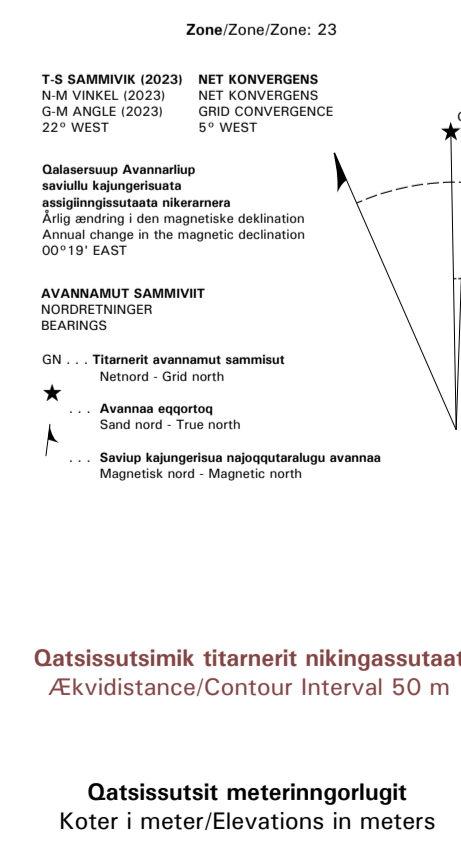 Zone/Zone/Zone: 23
T-S SAMMIVIK (2023) NET KONVERGENS
N-M VINKEL (2023) NET KONVERGENS
G-M ANGLE (2023) GRID CONVERGENCE
22° WEST 5° WEST
Qalasersuup Avannarliup
saviullu kajungerisuata
assigiinngissutaata nikerarnera
Årlig ændring i den magnetiske deklination
Annual change in the magnetic declination
00°19' EAST
AVANNAMUT SAMMIVIIT
NORDRETNINGER
BEARINGS
GN . . . Titarnerit avannamut sammisut
Netnord - Grid north
. . . Avannaa eqqortoq
Sand nord - True north
. . . Saviup kajungerisua najoqqutaralugu avannaa
Magnetisk nord - Magnetic north
Qatsissutsimik titarnerit nikingassutaat
Ækvidistance/Contour Interval 50 m
Qatsissutsit meterinngorlugit
Koter i meter/Elevations in meters